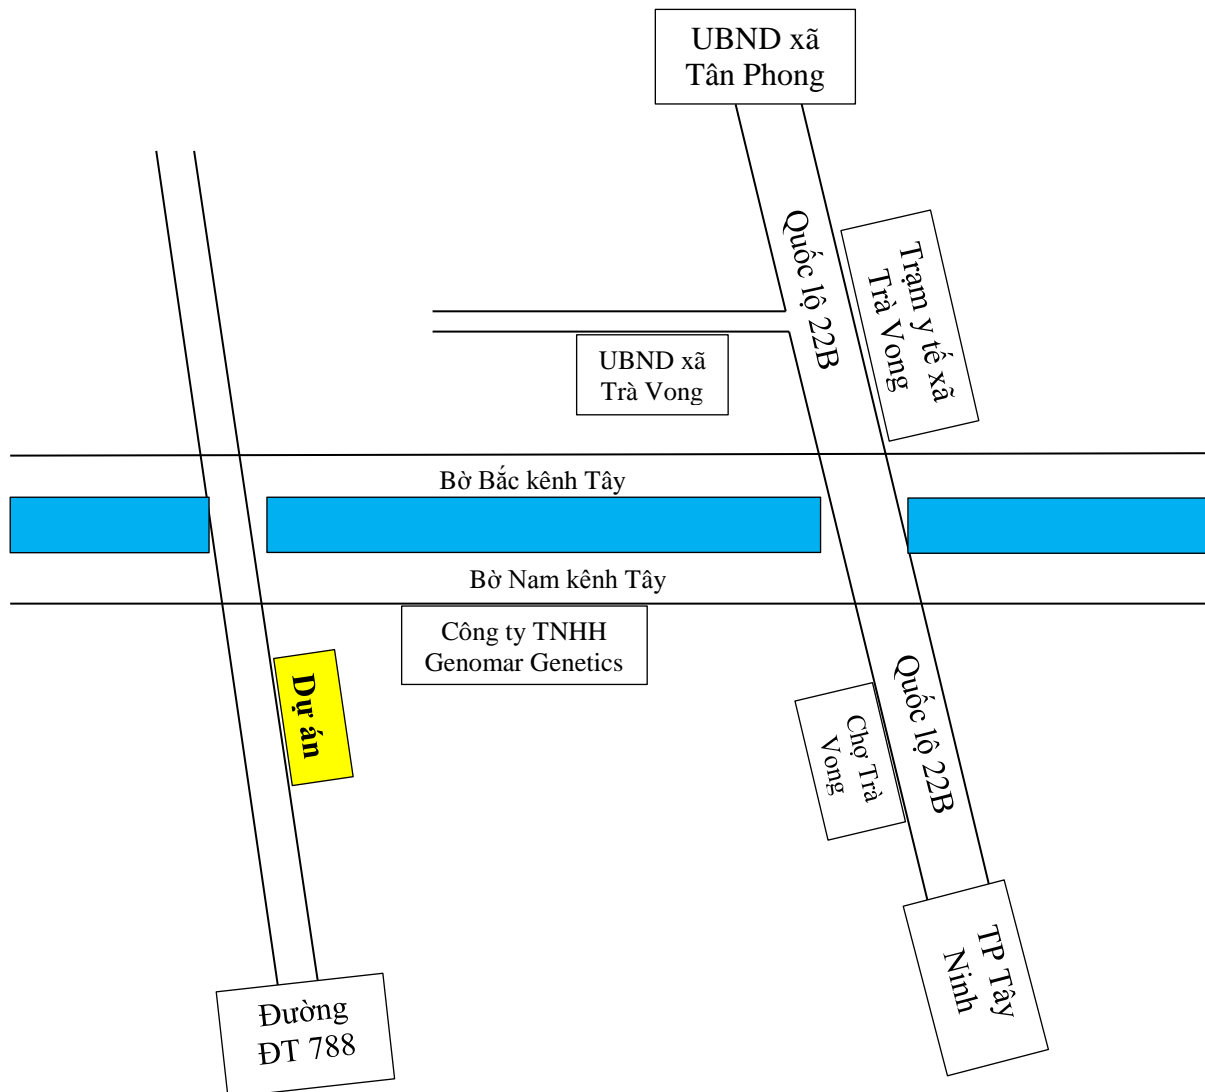 UBND xã
Tân Phong
Quốc lộ 22B
Trạm y tế xã
Trà Vong
UBND xã
Trà Vong
Bờ Bắc kênh Tây
Bờ Nam kênh Tây
Công ty TNHH
Genomar Genetics
Dự án
Quốc lộ 22B
Chợ Trà
Vong
TP Tây
Ninh
Đường
ĐT 788